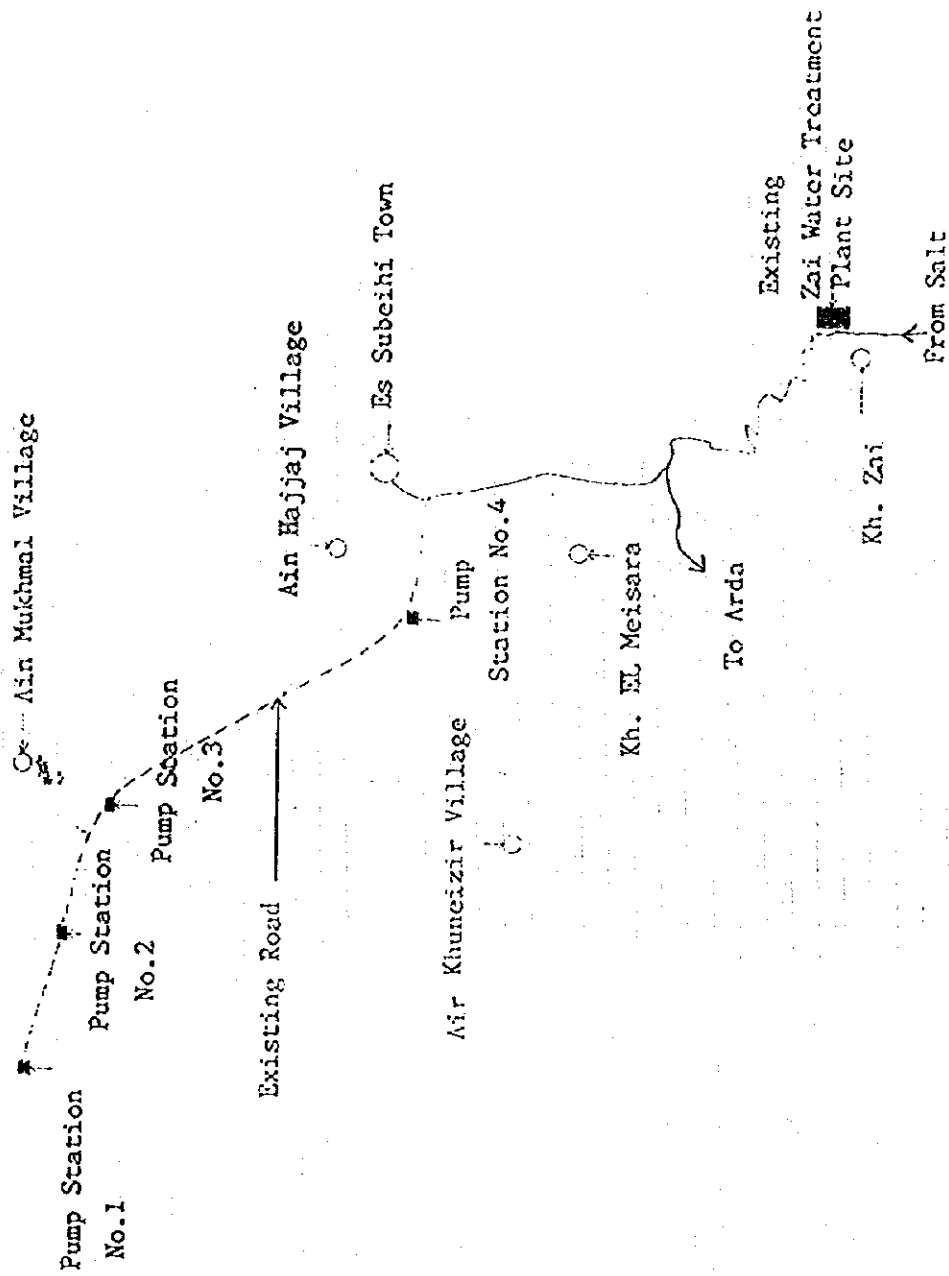 Pump Station
No.1
Pump Station
No.2
Pump Station
No.3
Ain Mukhmal Village
Existing Road
Ain Hajjaj Village
Es Subeihi Town
Pump
Station No.4
Air Khuneizir Village
Kh. EL Meisara
To Arda
Existing
Zai Water Treatment
Plant Site
Kh. Zai
From Salt